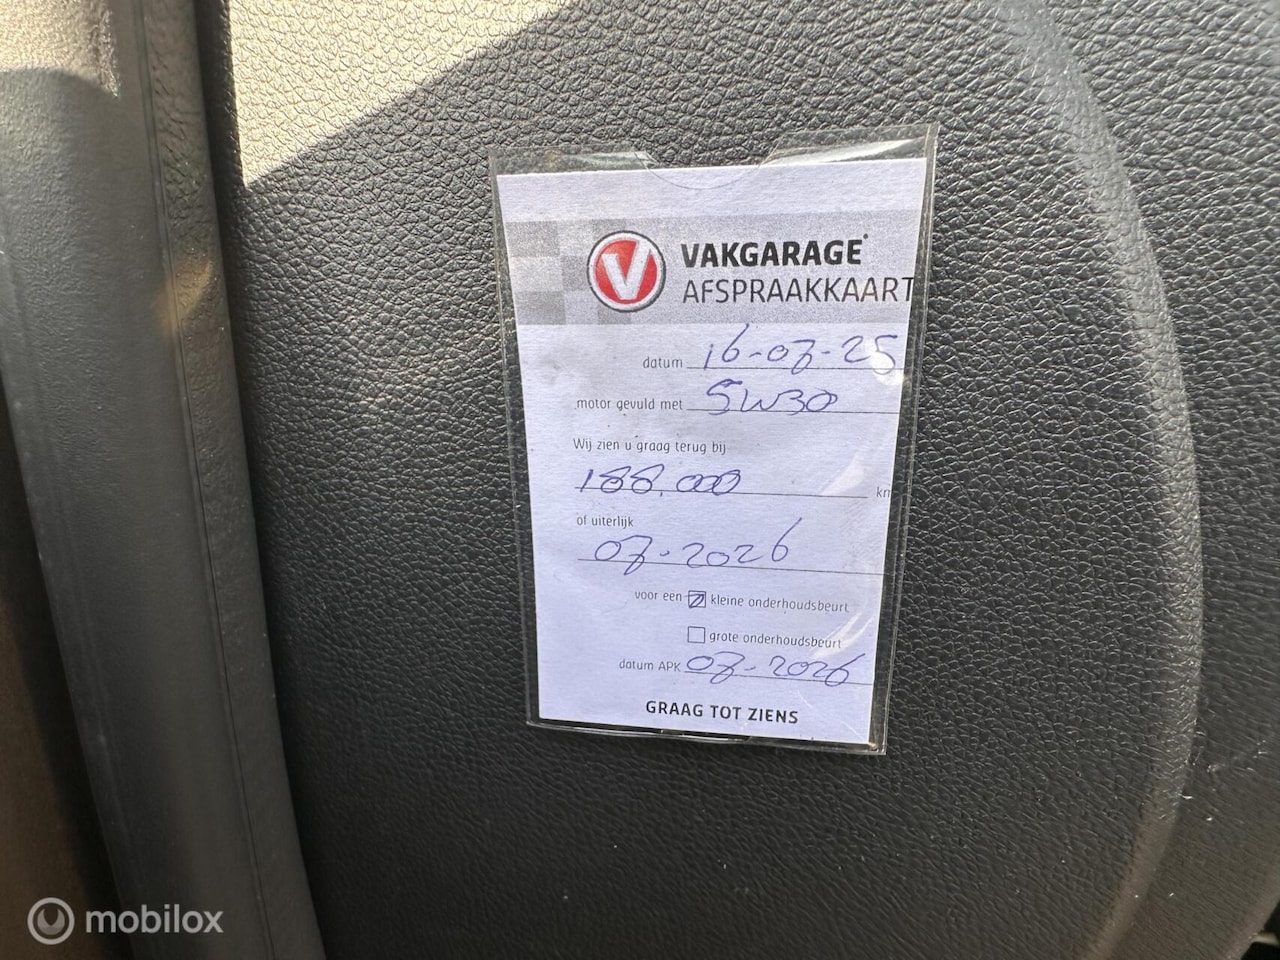 V
VAKGARAGE
AFSPRAAKKAART
datum 16-07-25
motor gevuld met 5W30
Wij zien u graag terug bij
188.000 km
of uiterlijk
07-2026
voor een kleine onderhoudsbeurt
grote onderhoudsbeurt
datum APK 07-2026
GRAAG TOT ZIENS
mobilox